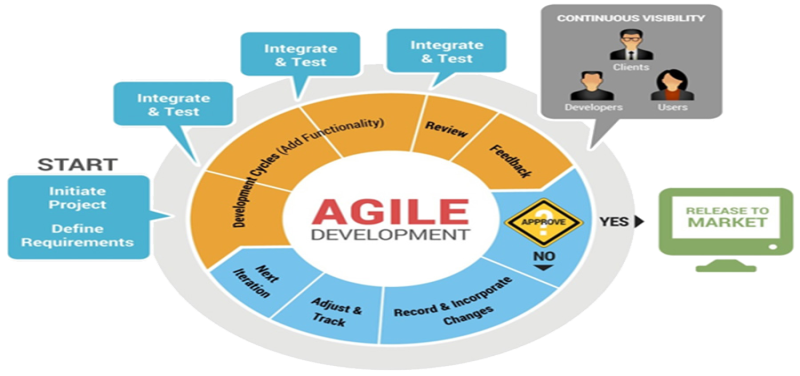 START
Initiate
Project
Define
Requirements
Integrate
& Test
Integrate
& Test
Integrate
& Test
CONTINUOUS VISIBILITY
Clients
Developers
Users
Development Cycles (Add Functionality)
Review
Feedback
AGILE
DEVELOPMENT
?
APPROVE
YES
NO
RELEASE TO
MARKET
Record & Incorporate
Changes
Adjust &
Track
Next
Iteration